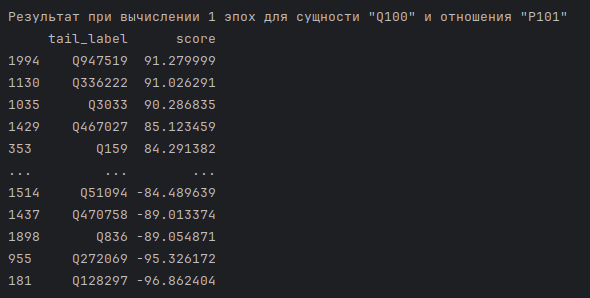 Результат при вычислении 1 эпох для сущности "Q100" и отношения "P101"
tail_label score
1994 Q947519 91.279999
1130 Q336222 91.026291
1035 Q3033 90.286835
1429 Q467027 85.123459
353 Q159 84.291382
... ... ...
1514 Q51094 -84.489639
1437 Q470758 -89.013374
1898 Q836 -89.054871
955 Q272069 -95.326172
181 Q128297 -96.862404